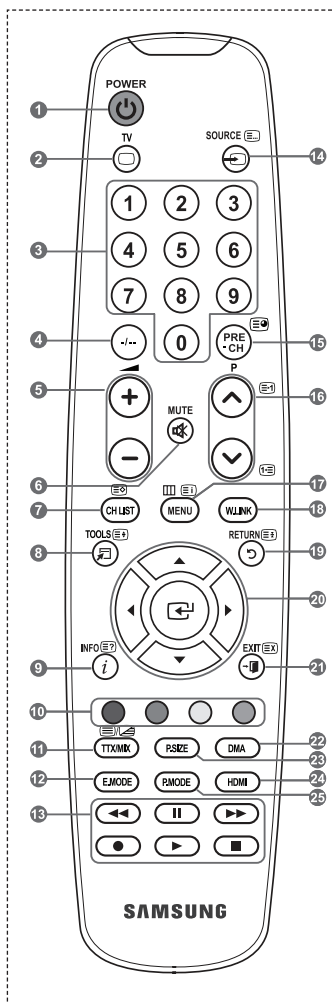 POWER
1
TV
SOURCE
2
14
1 2 3
3
4 5 6
7 8 9
4
-/--
0
PRE
-CH
15
5
P
16
MUTE
6
17
7
CH LIST
MENU
W.LINK
18
TOOLS
RETURN
8
19
20
INFO
EXIT
9
i
21
10
11
TTX/MIX
P.SIZE
DMA
22
23
12
E.MODE
P.MODE
HDMI
24
25
13
SAMSUNG